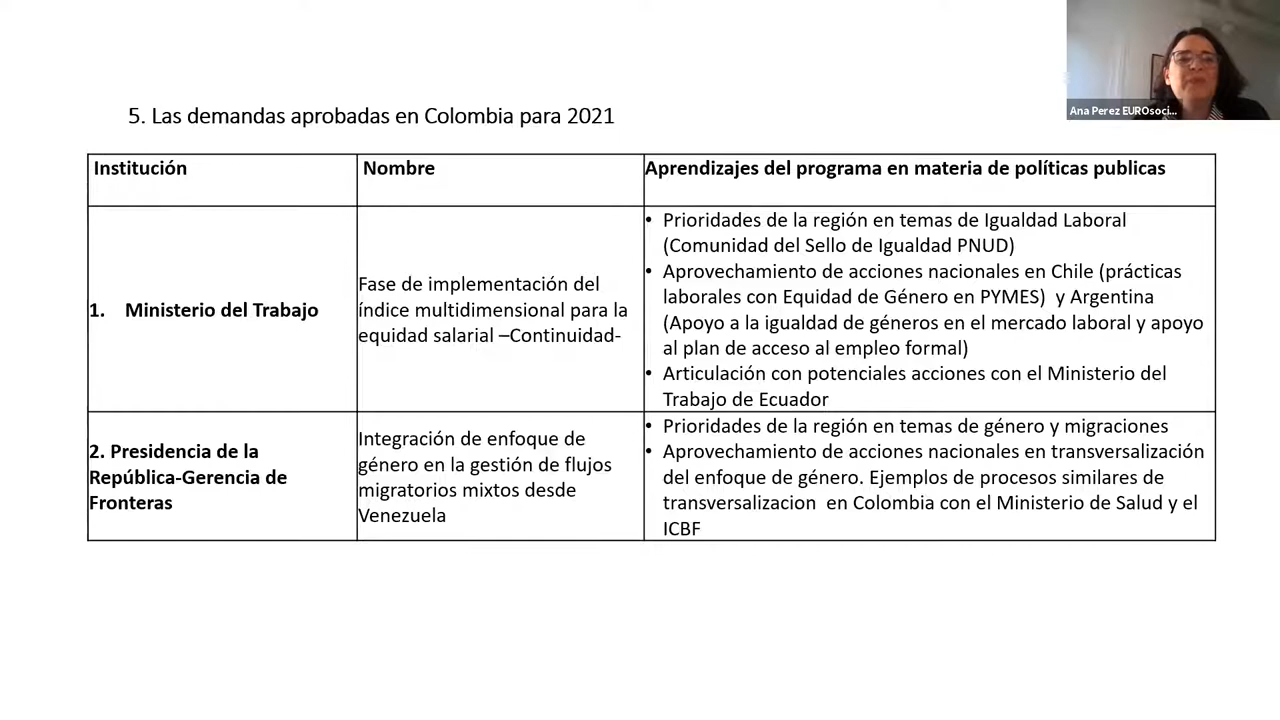 Ana Perez EUROsoci...
5. Las demandas aprobadas en Colombia para 2021
Institución
Nombre
Aprendizajes del programa en materia de políticas publicas
1. Ministerio del Trabajo
Fase de implementación del
índice multidimensional para la
equidad salarial –Continuidad-
• Prioridades de la región en temas de Igualdad Laboral
(Comunidad del Sello de Igualdad PNUD)
• Aprovechamiento de acciones nacionales en Chile (prácticas
laborales con Equidad de Género en PYMES) y Argentina
(Apoyo a la igualdad de géneros en el mercado laboral y apoyo
al plan de acceso al empleo formal)
• Articulación con potenciales acciones con el Ministerio del
Trabajo de Ecuador
2. Presidencia de la
República-Gerencia de
Fronteras
Integración de enfoque de
género en la gestión de flujos
migratorios mixtos desde
Venezuela
• Prioridades de la región en temas de género y migraciones
• Aprovechamiento de acciones nacionales en transversalización
del enfoque de género. Ejemplos de procesos similares de
transversalizacion en Colombia con el Ministerio de Salud y el
ICBF